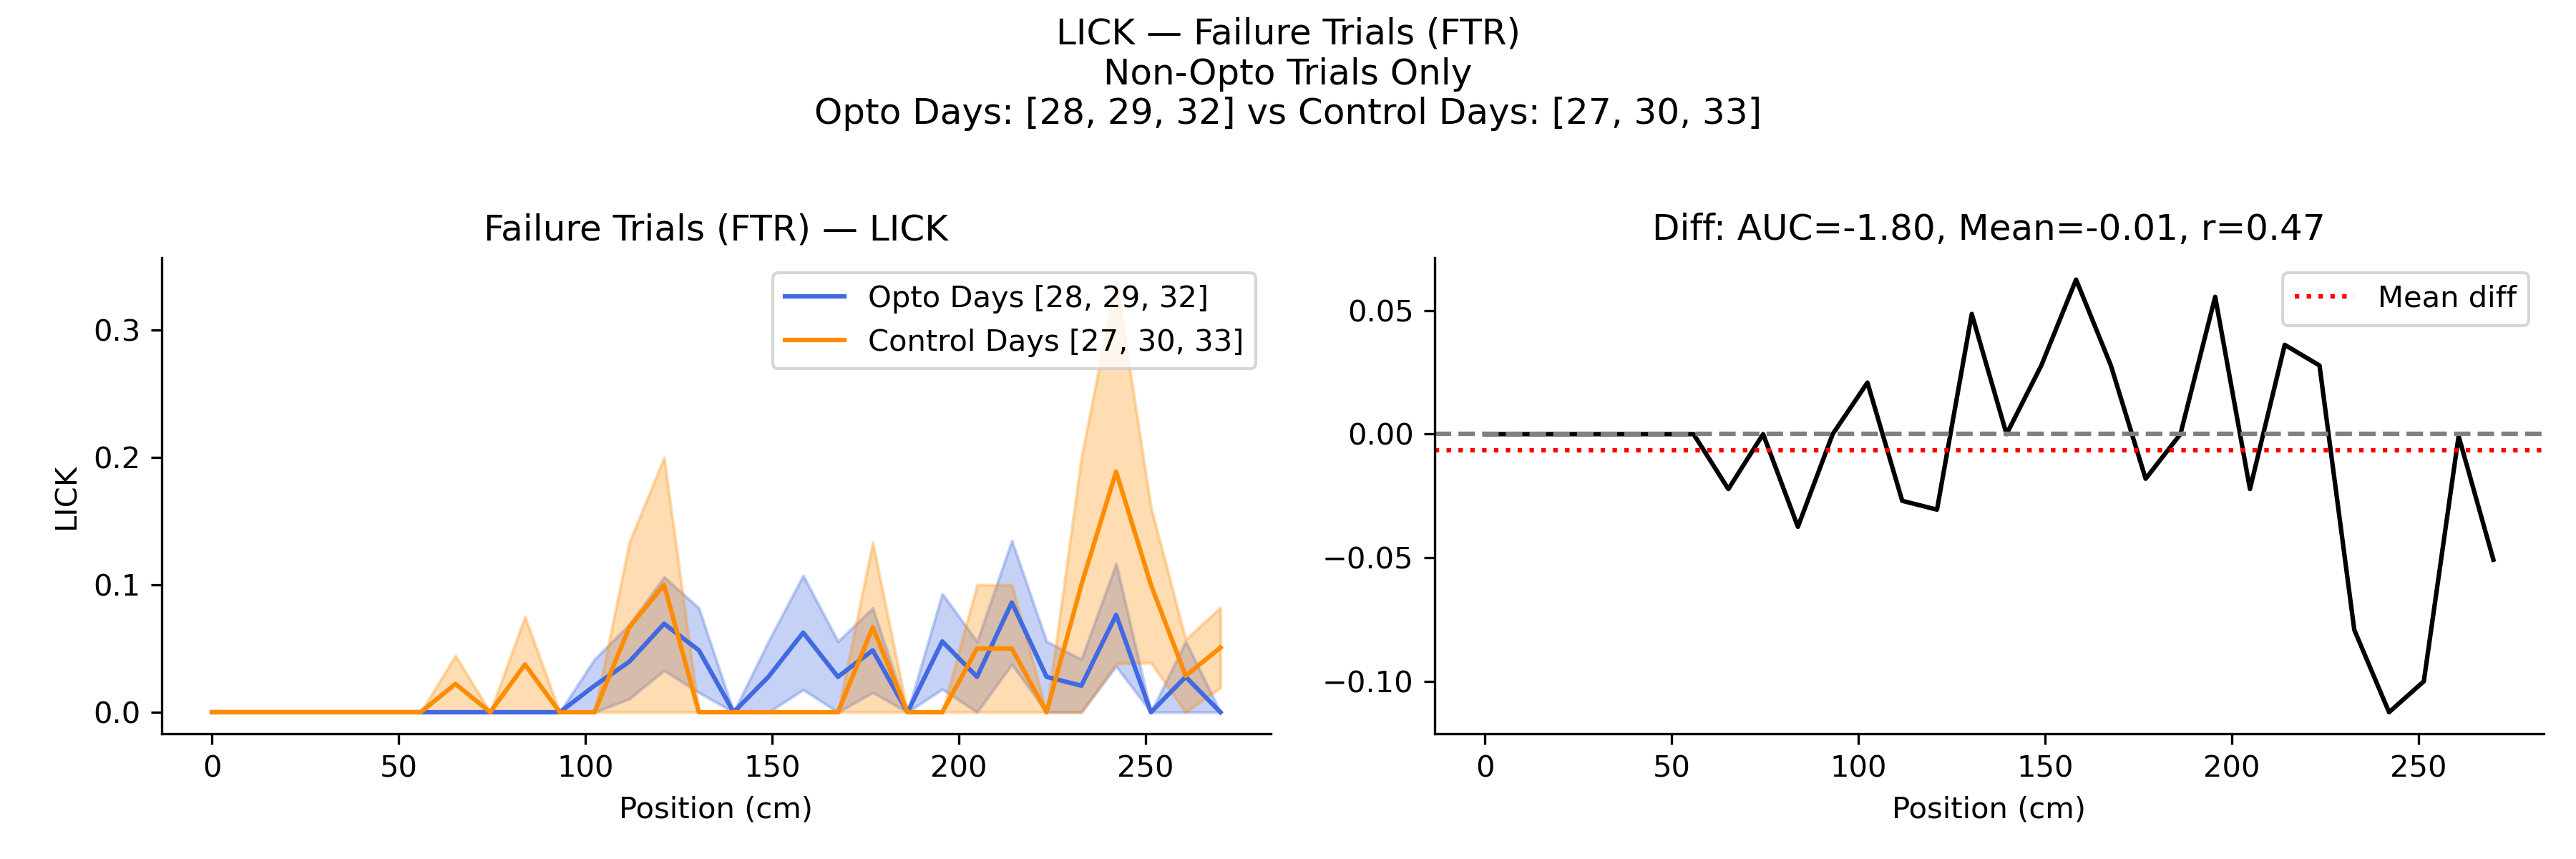 LICK — Failure Trials (FTR)
Non-Opto Trials Only
Opto Days: [28, 29, 32] vs Control Days: [27, 30, 33]
Failure Trials (FTR) — LICK
Opto Days [28, 29, 32]
Control Days [27, 30, 33]
LICK
0.3
0.2
0.1
0.0
0
50
100
150
200
250
Position (cm)
Diff: AUC=-1.80, Mean=-0.01, r=0.47
Mean diff
0.05
0.00
−0.05
−0.10
0
50
100
150
200
250
Position (cm)